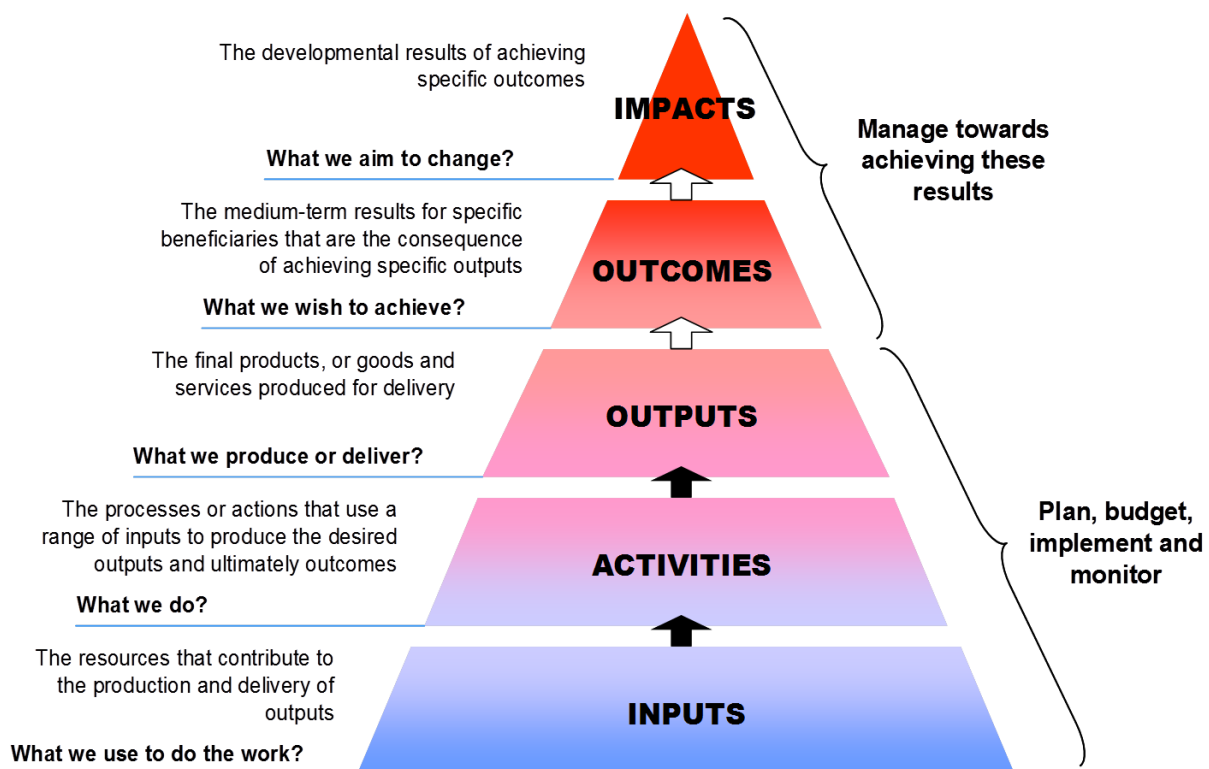 The developmental results of achieving
specific outcomes
IMPACTS
What we aim to change?
Manage towards
achieving these
results
The medium-term results for specific
beneficiaries that are the consequence
of achieving specific outputs
OUTCOMES
What we wish to achieve?
The final products, or goods and
services produced for delivery
OUTPUTS
What we produce or deliver?
The processes or actions that use a
range of inputs to produce the desired
outputs and ultimately outcomes
ACTIVITIES
What we do?
Plan, budget,
implement and
monitor
The resources that contribute to
the production and delivery of
outputs
INPUTS
What we use to do the work?